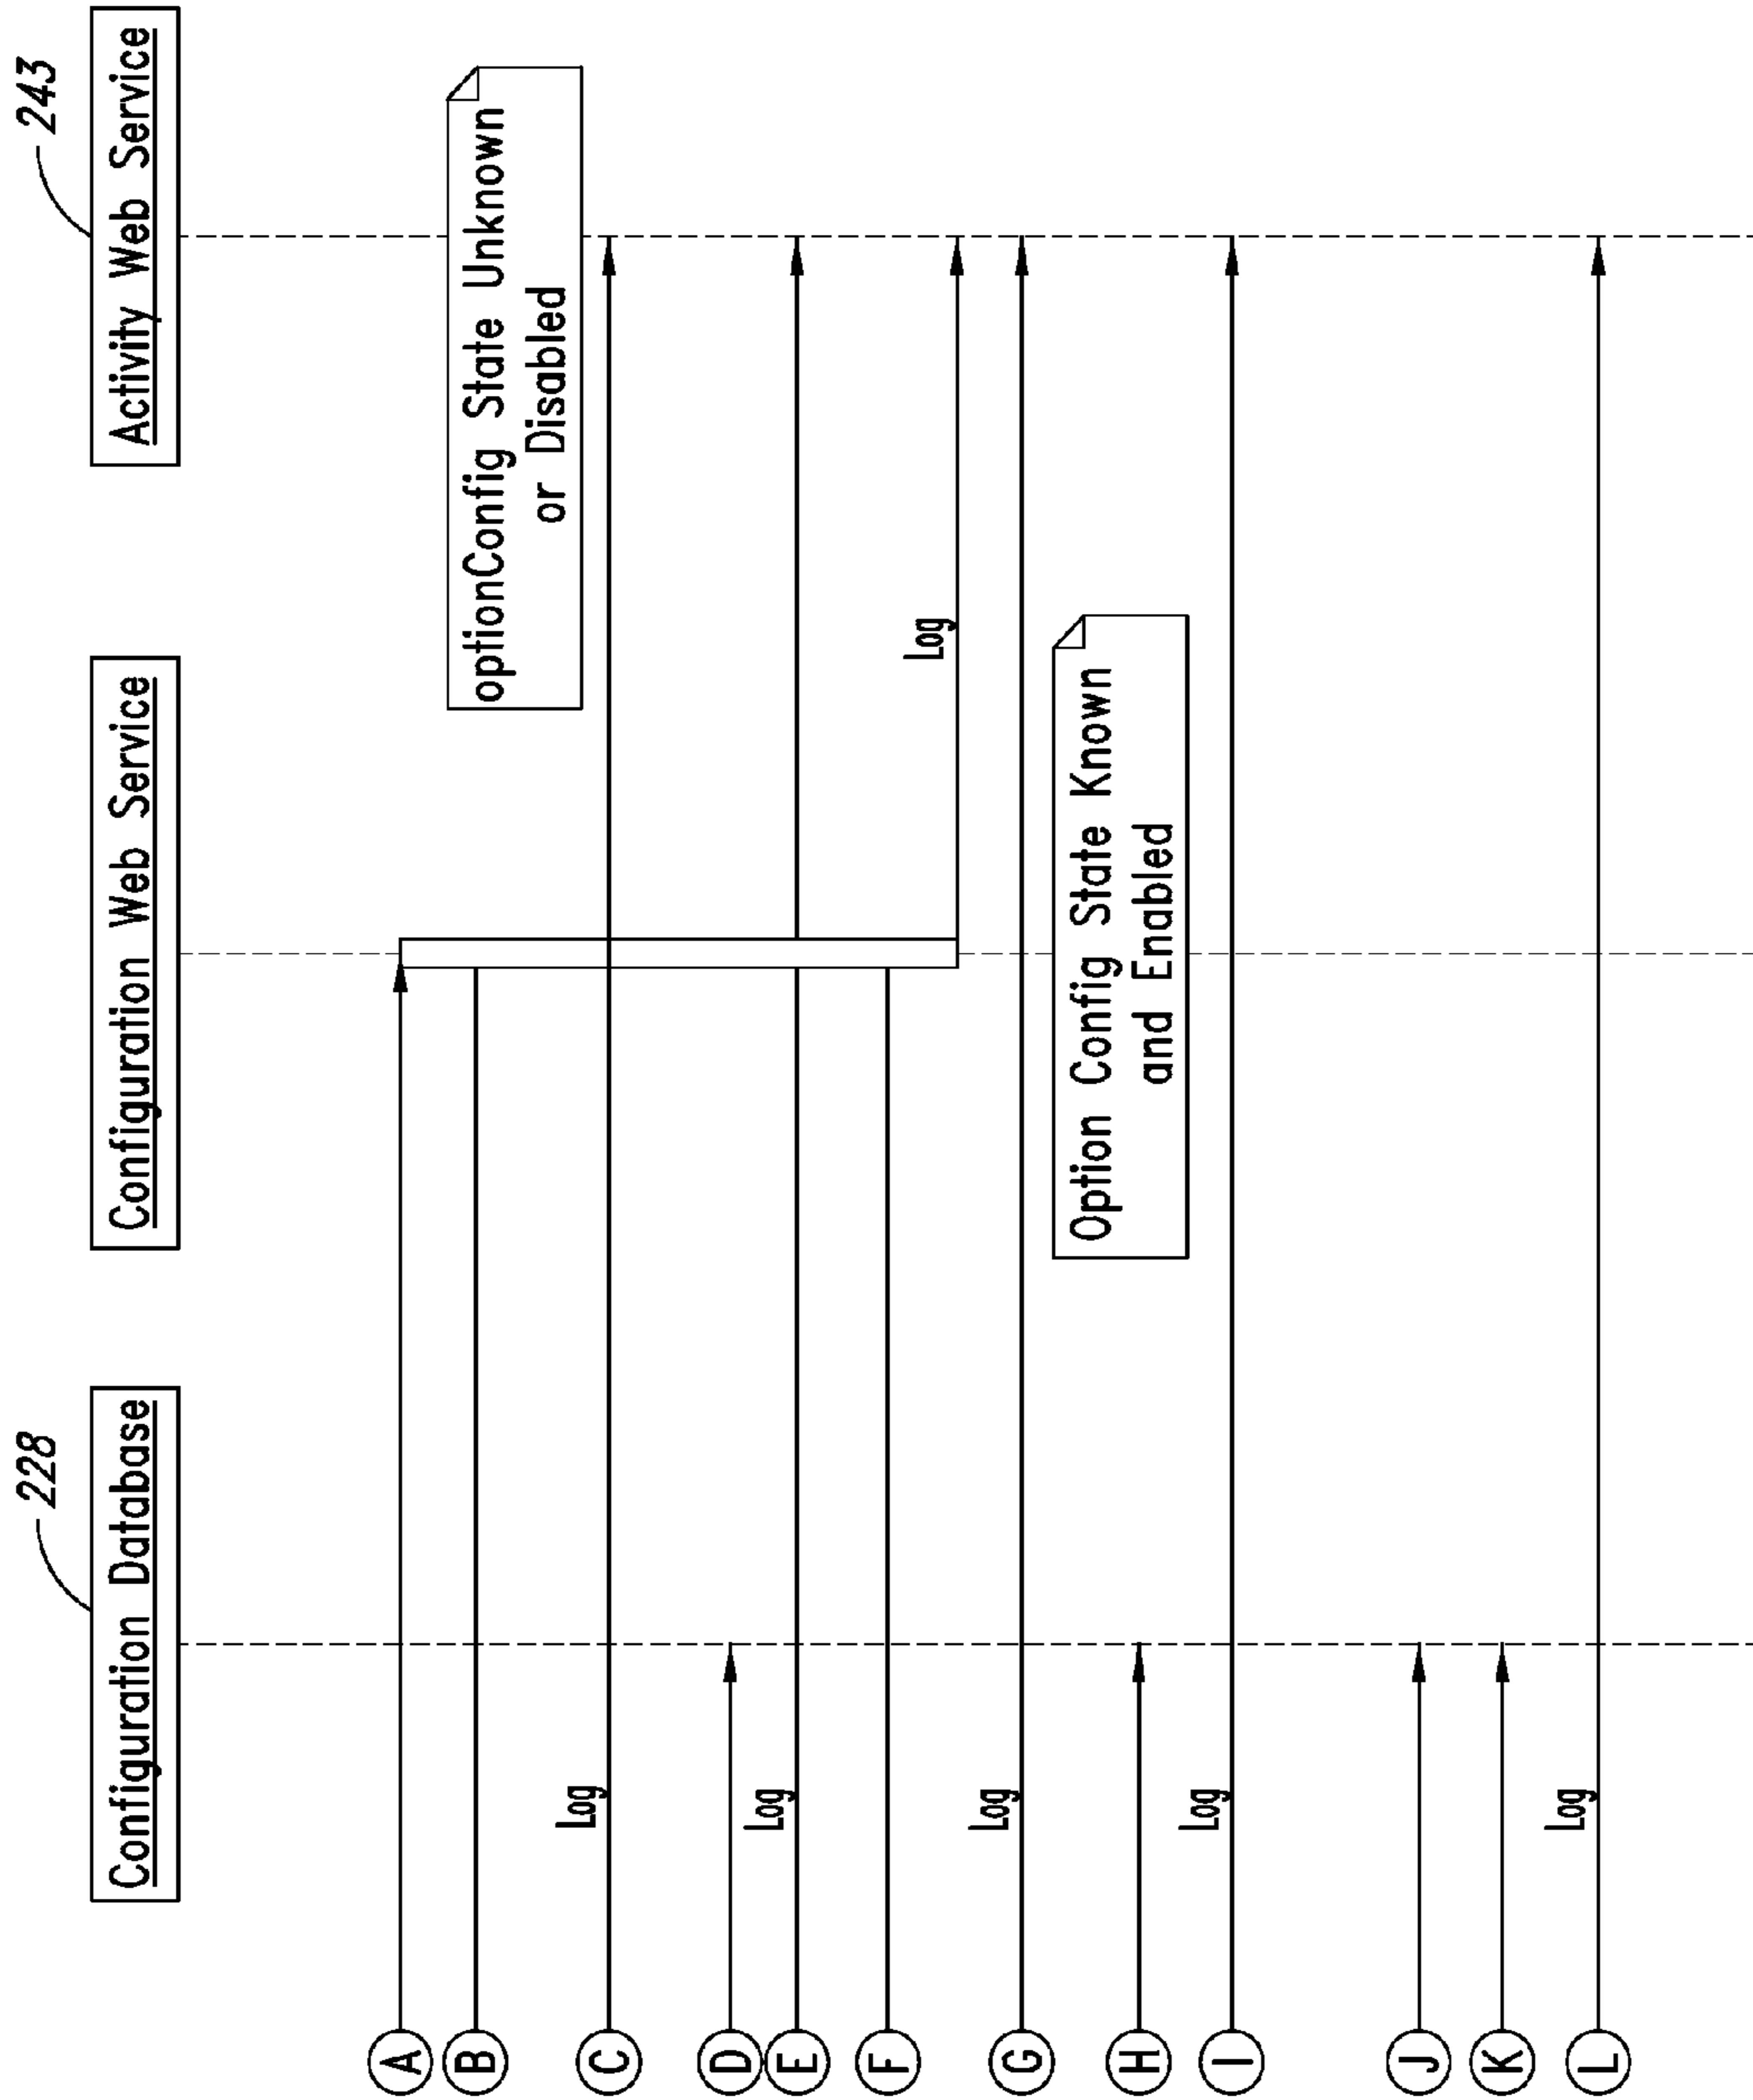 228
243
Configuration Database
Configuration Web Service
Activity Web Service
A
B
optionConfig State Unknown
or Disabled
C
Log
D
E
Log
F
Log
G
Log
Option Config State Known
and Enabled
H
I
Log
J
K
L
Log